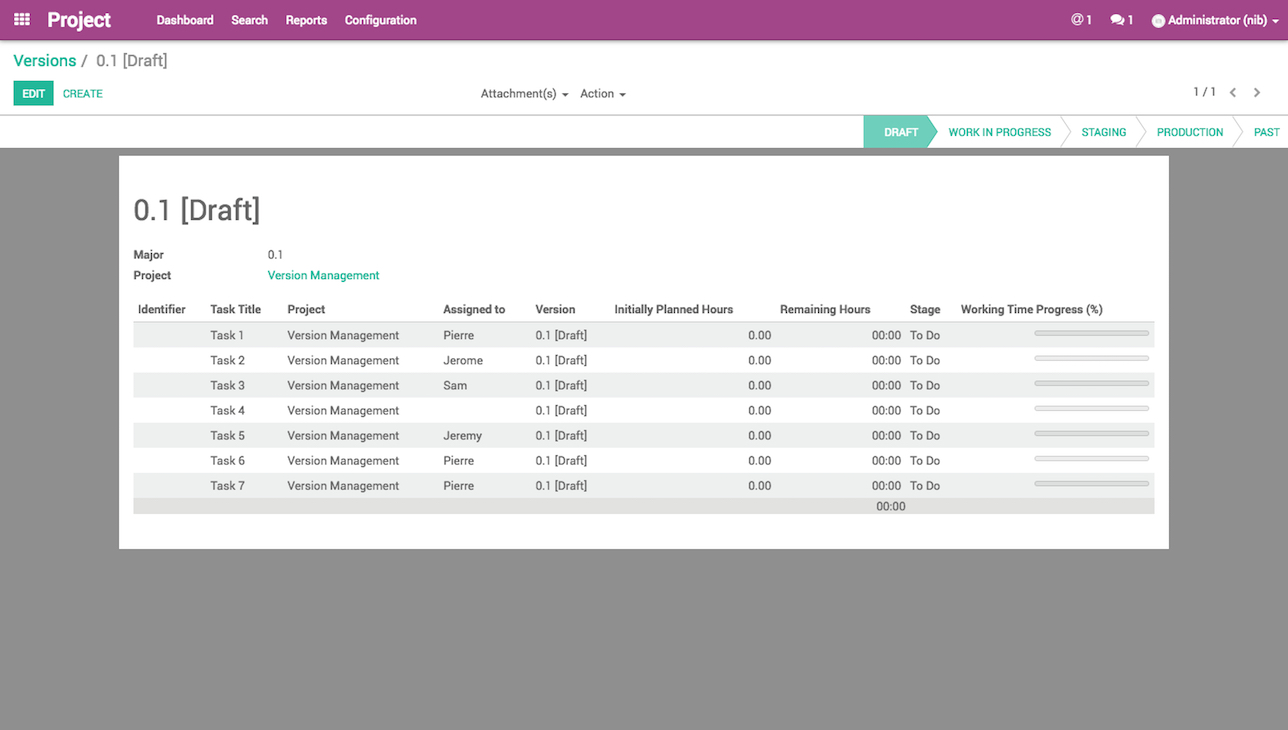 Project Dashboard Search Reports Configuration @1 1 Administrator (nib)
Versions / 0.1 [Draft]
EDIT CREATE Attachment(s) Action 1 / 1
DRAFT WORK IN PROGRESS STAGING PRODUCTION PAST
0.1 [Draft]
Major 0.1
Project Version Management
Identifier Task Title Project Assigned to Version Initially Planned Hours Remaining Hours Stage Working Time Progress (%)
Task 1 Version Management Pierre 0.1 [Draft] 0.00 00:00 To Do
Task 2 Version Management Jerome 0.1 [Draft] 0.00 00:00 To Do
Task 3 Version Management Sam 0.1 [Draft] 0.00 00:00 To Do
Task 4 Version Management 0.1 [Draft] 0.00 00:00 To Do
Task 5 Version Management Jeremy 0.1 [Draft] 0.00 00:00 To Do
Task 6 Version Management Pierre 0.1 [Draft] 0.00 00:00 To Do
Task 7 Version Management Pierre 0.1 [Draft] 0.00 00:00 To Do
00:00